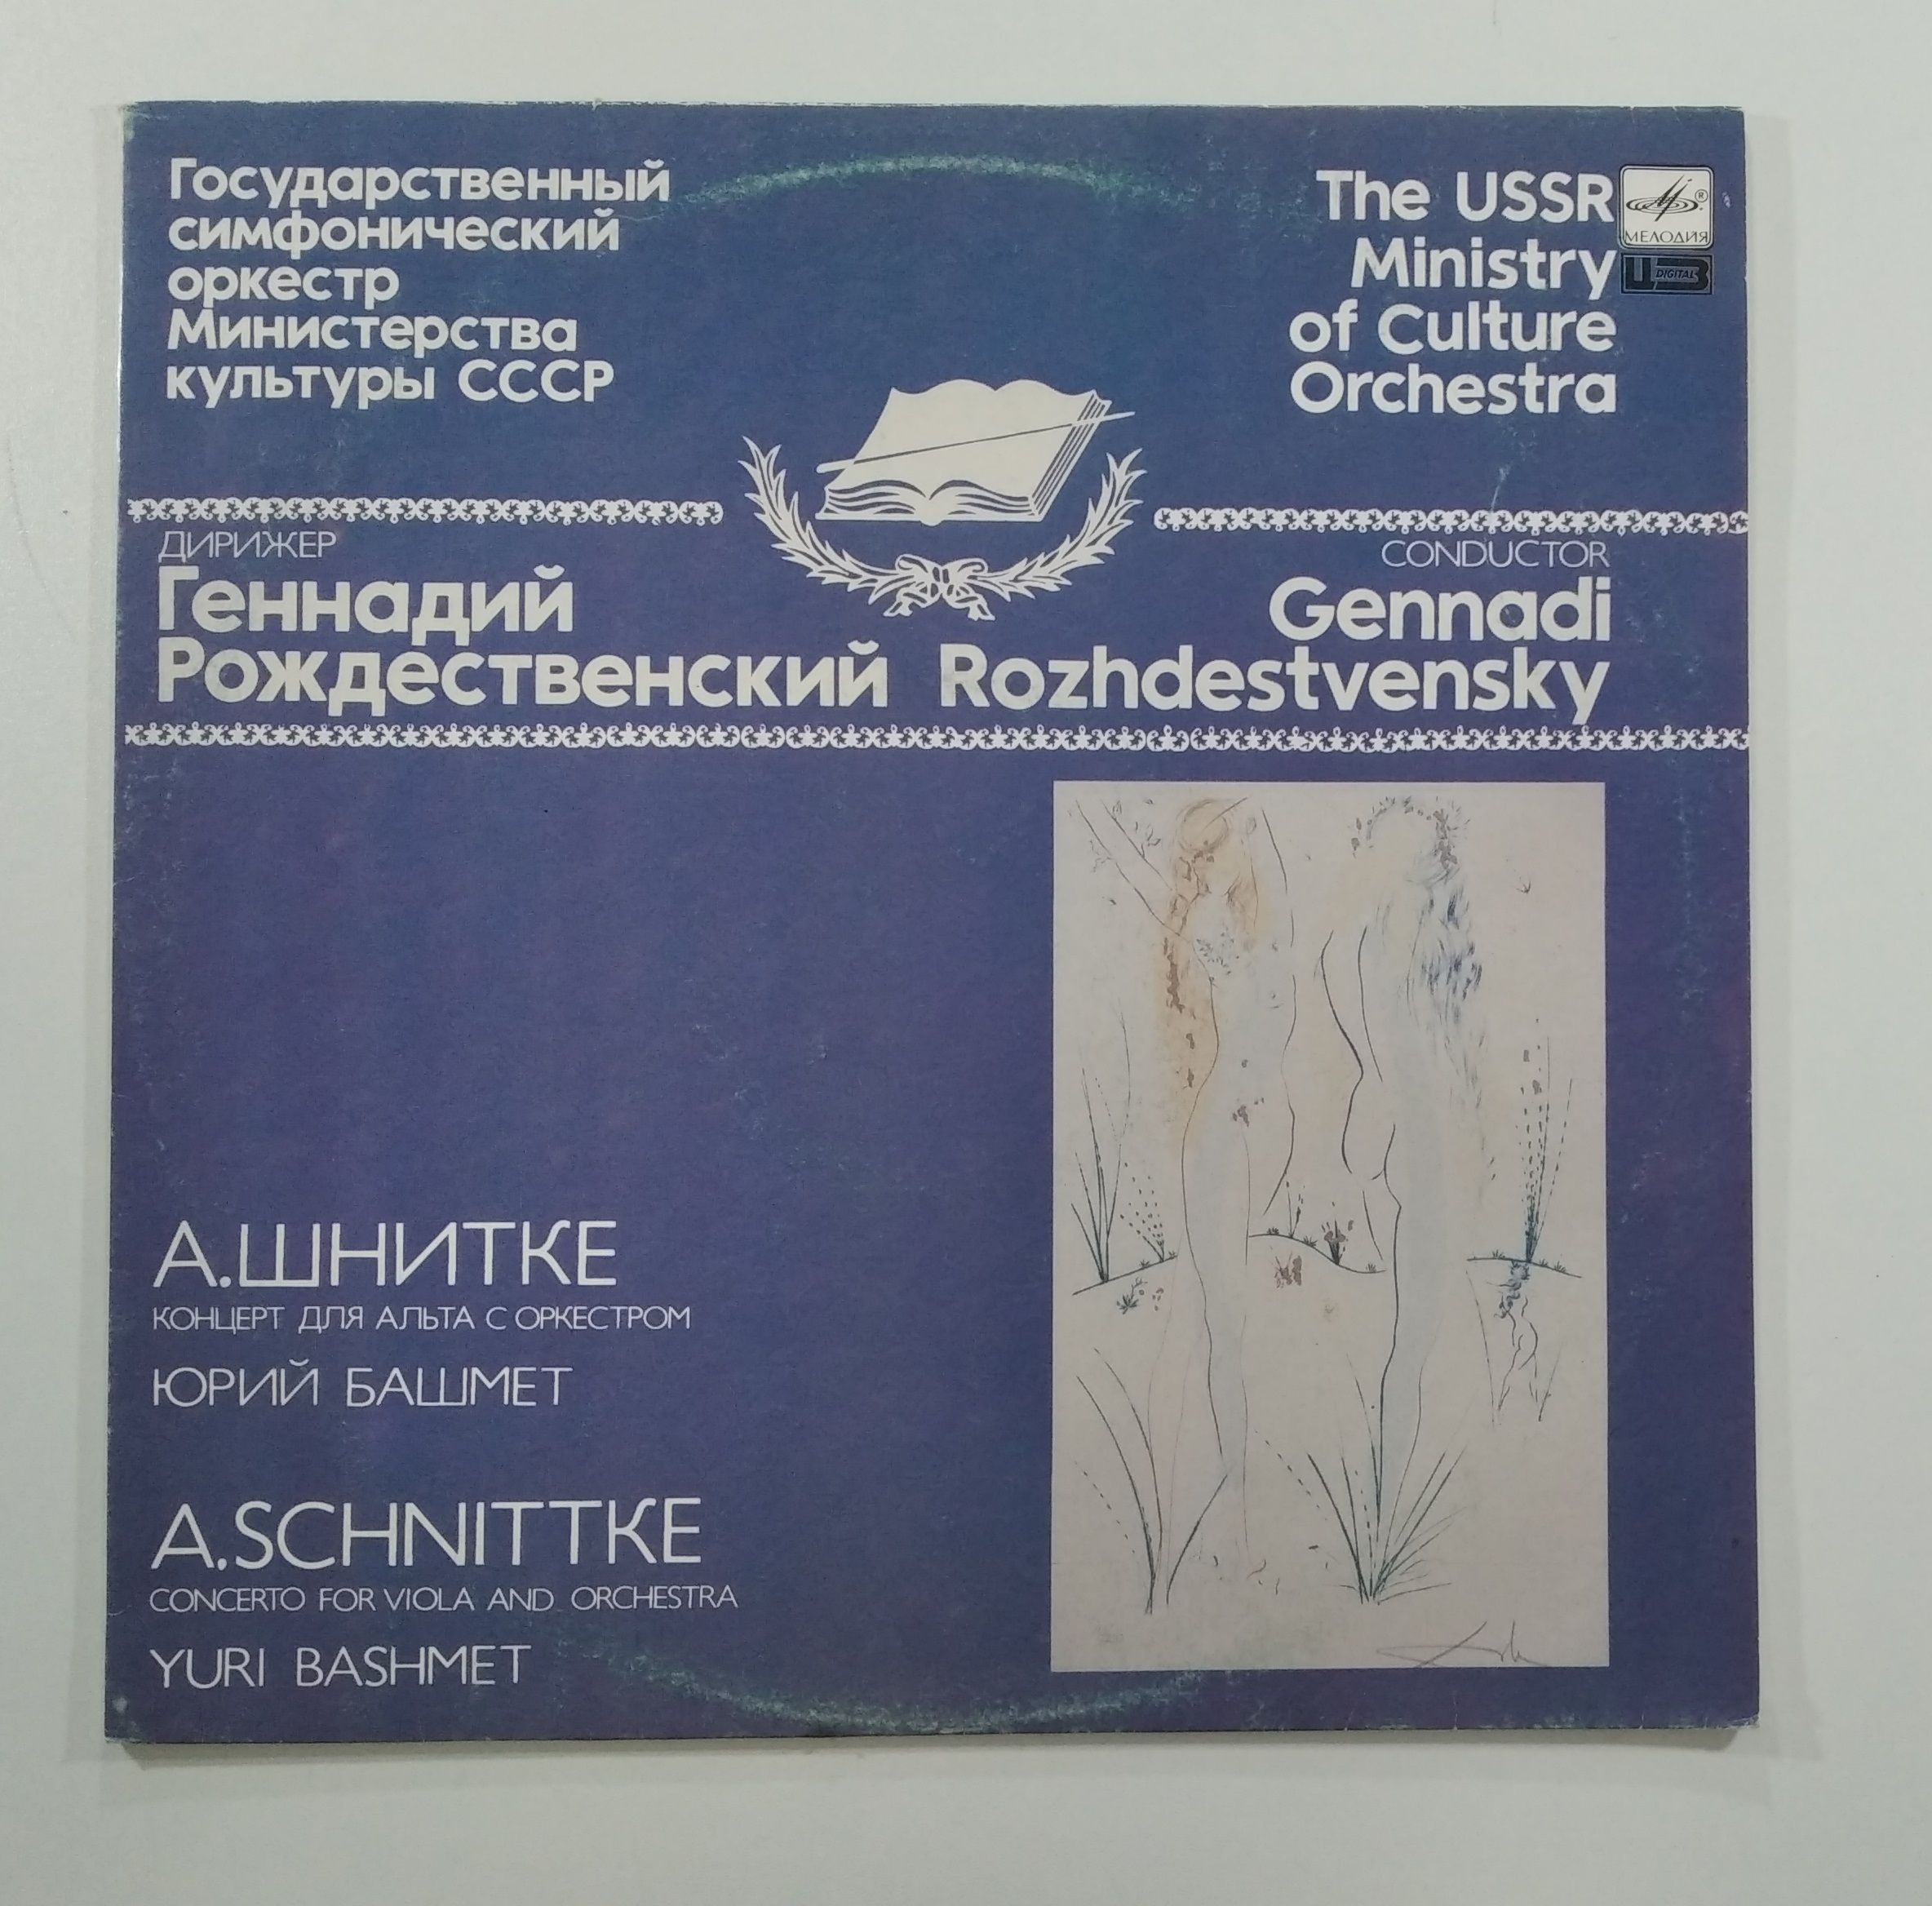 Государственный
симфонический
оркестр
Министерства
культуры СССР
The USSR
Ministry
of Culture
Orchestra
МЕЛОДИЯ
DIGITAL
ДИРИЖЕР
Геннадий
Рождественский
CONDUCTOR
Gennadi
Rozhdestvensky
А.ШНИТКЕ
КОНЦЕРТ ДЛЯ АЛЬТА С ОРКЕСТРОМ
ЮРИЙ БАШМЕТ
A.SCHNITTKE
CONCERTO FOR VIOLA AND ORCHESTRA
YURI BASHMET